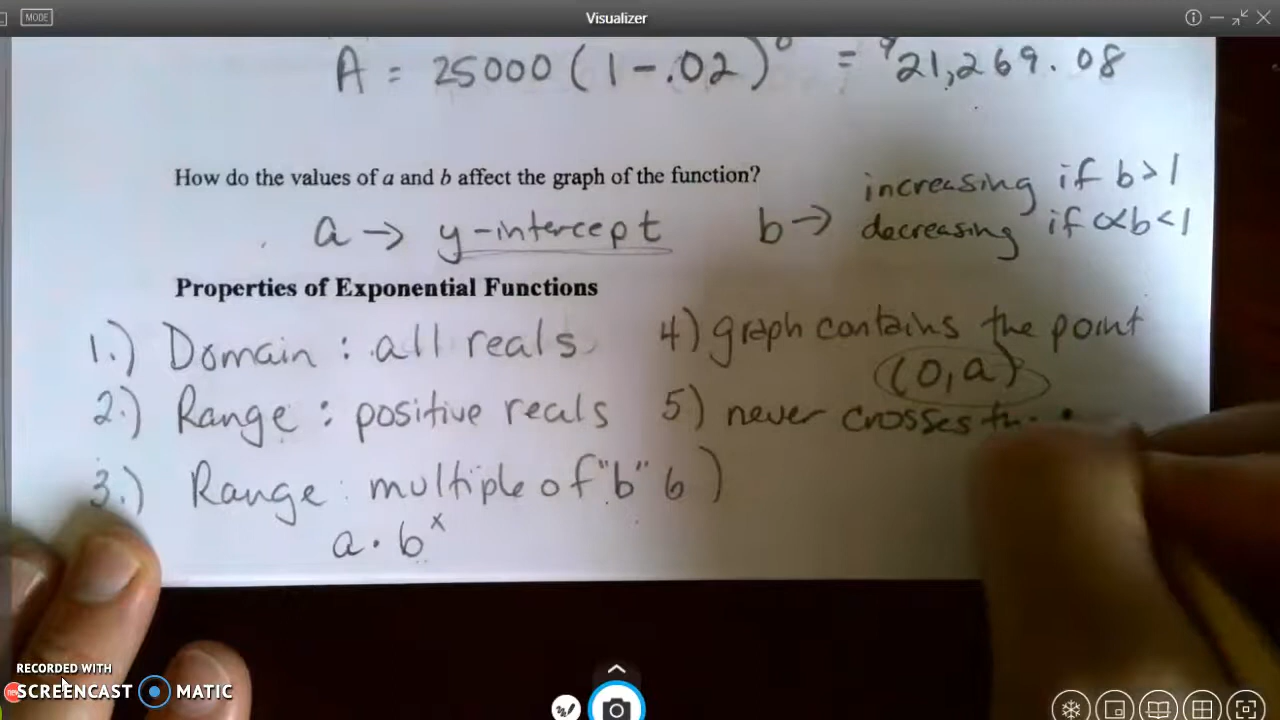 MODE
Visualizer
A = 25000 (1 - .02) = $21,269.08
How do the values of a and b affect the graph of the function?
a → y-intercept
b → increasing if b > 1
decreasing if 0<b<1
Properties of Exponential Functions
1.) Domain : all reals
2.) Range : positive reals
3.) Range : multiple of "b"
a · b^x
4) graph contains the point
(0, a)
5) never crosses
6)
RECORDED WITH
SCREENCAST MATIC